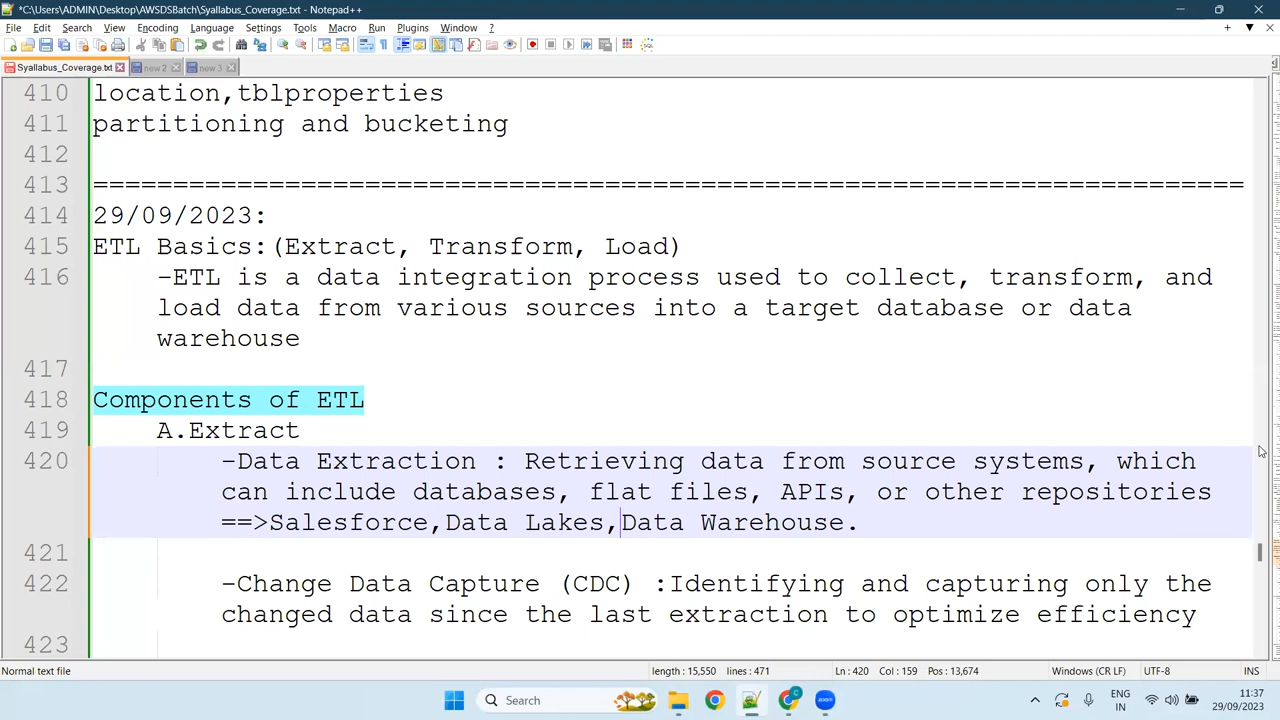 *C:\Users\ADMIN\Desktop\AWSDSBatch\Syallabus_Coverage.txt - Notepad++
File Edit Search View Encoding Language Settings Tools Macro Run Plugins Window ?
Syallabus_Coverage.txt new 2 new 3
410 location,tblproperties
411 partitioning and bucketing
412
413 ========================================================================
414 29/09/2023:
415 ETL Basics:(Extract, Transform, Load)
416 -ETL is a data integration process used to collect, transform, and
load data from various sources into a target database or data
warehouse
417
418 Components of ETL
419 A.Extract
420 -Data Extraction : Retrieving data from source systems, which
can include databases, flat files, APIs, or other repositories
==>Salesforce,Data Lakes,Data Warehouse.
421
422 -Change Data Capture (CDC) :Identifying and capturing only the
changed data since the last extraction to optimize efficiency
423
Normal text file length : 15,550 lines : 471 Ln : 420 Col : 159 Pos : 13,674 Windows (CR LF) UTF-8 INS
Search ENG IN 11:37 29/09/2023